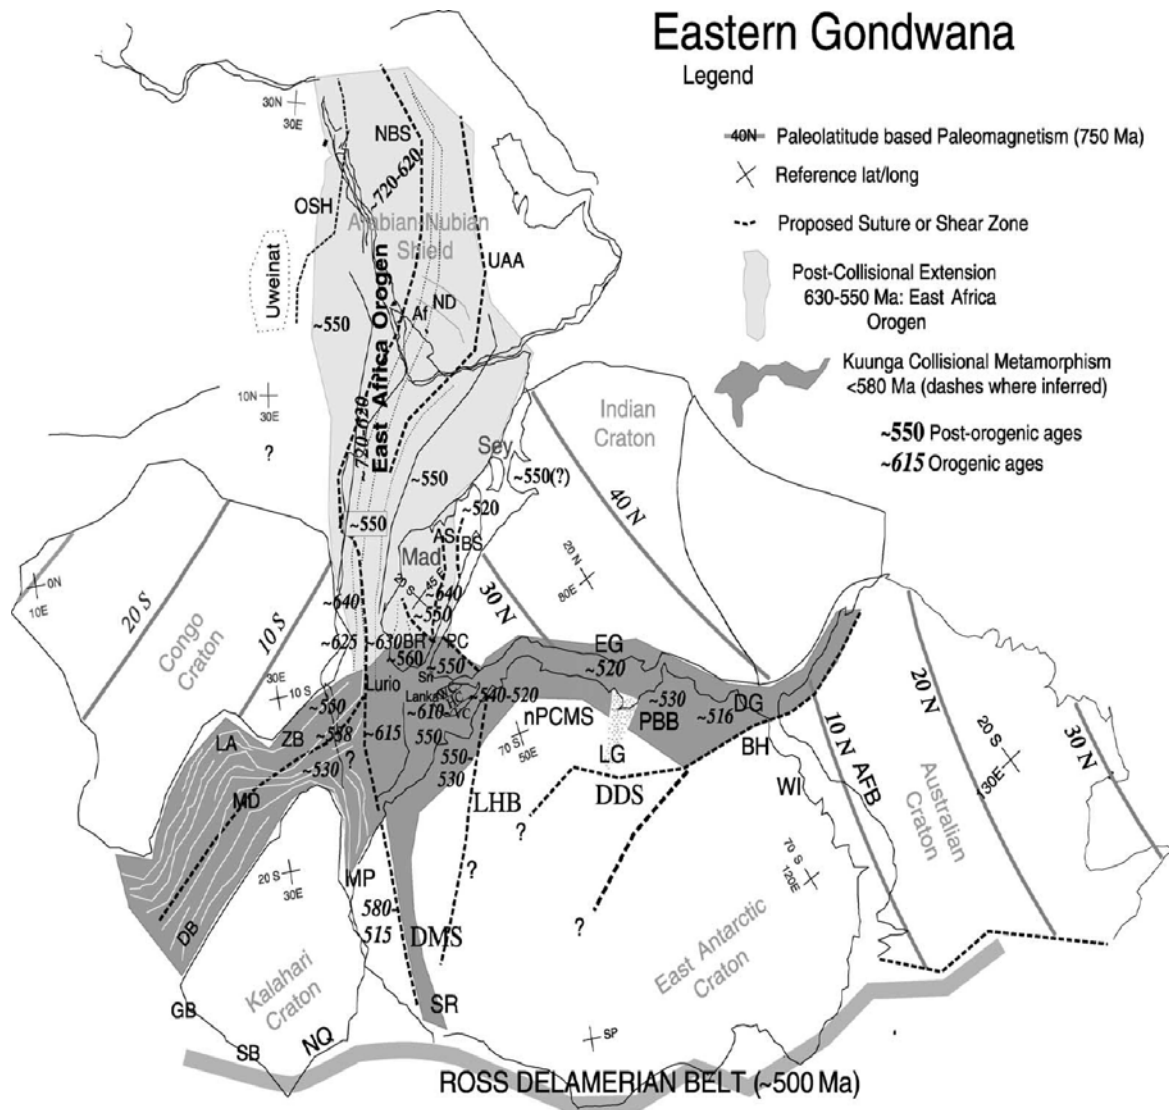 Eastern Gondwana
Legend
40N Paleolatitude based Paleomagnetism (750 Ma)
Reference lat/long
Proposed Suture or Shear Zone
Post-Collisional Extension
630-550 Ma: East Africa
Orogen
Kuunga Collisional Metamorphism
<580 Ma (dashes where inferred)
~550 Post-orogenic ages
~615 Orogenic ages
30N
30E
NBS
~720-620
OSH
Arabian-Nubian
Shield
Uweinat
UAA
East Africa Orogen
ND
Af
~550
10N
30E
?
~720-620
Indian
Craton
Sey
~550(?)
~550
~520
40 N
~550
AS
BS
Mad
20 S
45 E
20 N
80E
0N
10E
20 S
10 S
Congo
Craton
~640
~640
~550
30 N
~625
~630
BR
PC
~560
~550
EG
~520
30E
10 S
Lurio
Sri
Lanka
~540-520
~550
~610
~530
DG
~516
PBB
nPCMS
LA
ZB
~558
~615
550
70 S
50E
550-
530
LG
BH
~530
?
MD
LHB
DDS
WI
10 N
AFB
20 N
20 S
130E
30 N
Australian
Craton
?
?
?
70 S
120E
20 S
30E
MP
580-
515
DB
DMS
East Antarctic
Craton
Kalahari
Craton
GB
SB
NQ
SR
SP
ROSS DELAMERIAN BELT (~500 Ma)